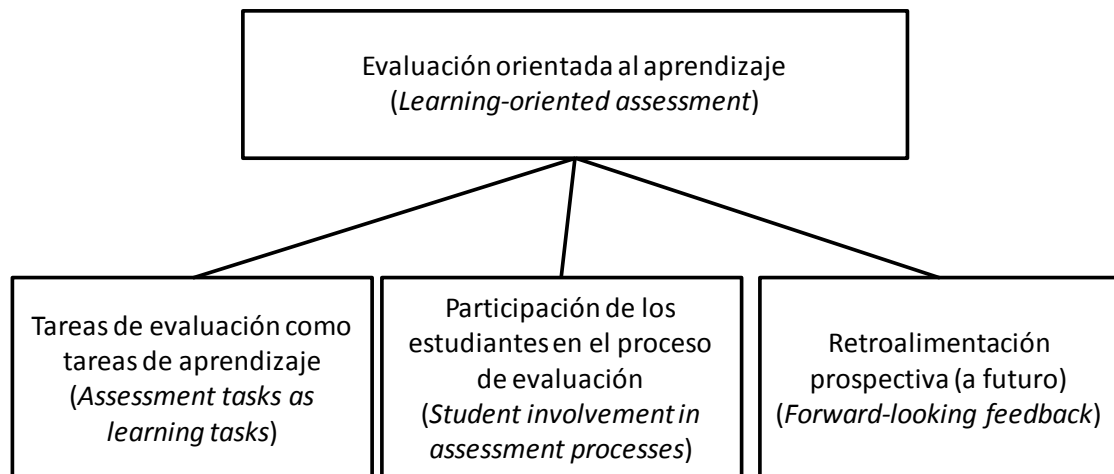 Evaluación orientada al aprendizaje
(Learning-oriented assessment)
Tareas de evaluación como
tareas de aprendizaje
(Assessment tasks as
learning tasks)
Participación de los
estudiantes en el proceso
de evaluación
(Student involvement in
assessment processes)
Retroalimentación
prospectiva (a futuro)
(Forward-looking feedback)